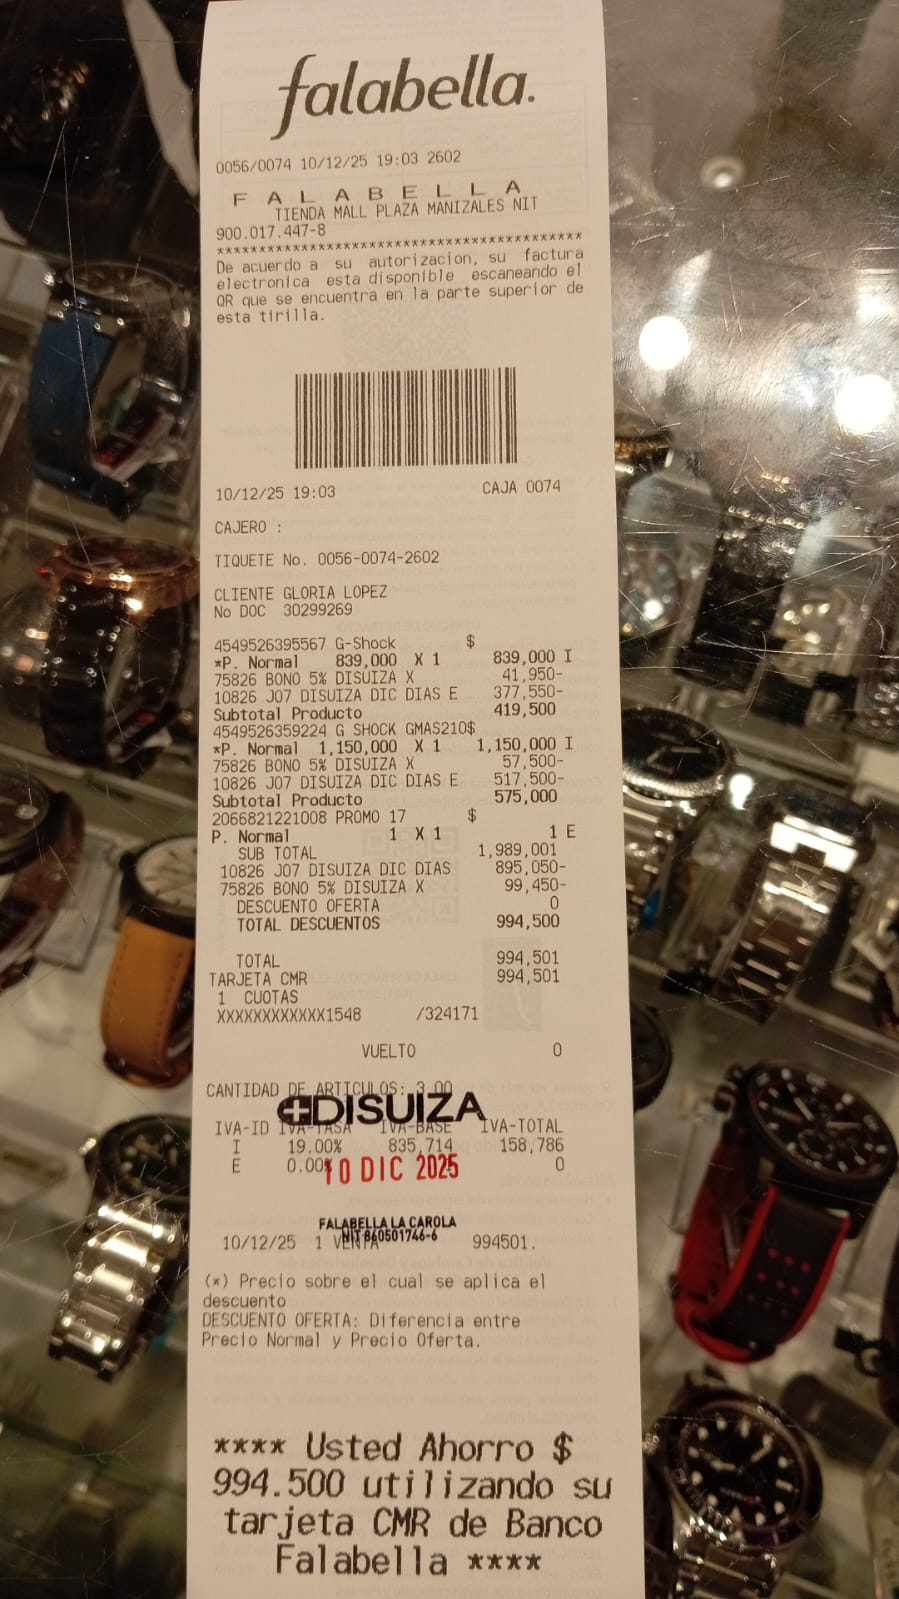 falabella.
0056/0074 10/12/25 19:03 2602
F A L A B E L L A
TIENDA MALL PLAZA MANIZALES NIT
900.017.447-8
******************************************
De acuerdo a su autorizacion, su factura
electronica esta disponible escaneando el
QR que se encuentra en la parte superior de
esta tirilla.
10/12/25 19:03 CAJA 0074
CAJERO :
TIQUETE No. 0056-0074-2602
CLIENTE GLORIA LOPEZ
No DOC 30299269
4549526395567 G-Shock $
*P. Normal 839,000 X 1 839,000 I
75826 BONO 5% DISUIZA X 41,950-
10826 J07 DISUIZA DIC DIAS E 377,550-
Subtotal Producto 419,500
4549526359224 G SHOCK GMAS210$
*P. Normal 1,150,000 X 1 1,150,000 I
75826 BONO 5% DISUIZA X 57,500-
10826 J07 DISUIZA DIC DIAS E 517,500-
Subtotal Producto 575,000
2066821221008 PROMO 17 $
P. Normal 1 X 1 1 E
SUB TOTAL 1,989,001
10826 J07 DISUIZA DIC DIAS 895,050-
75826 BONO 5% DISUIZA X 99,450-
DESCUENTO OFERTA 0
TOTAL DESCUENTOS 994,500
TOTAL 994,501
TARJETA CMR 994,501
1 CUOTAS
XXXXXXXXXXXX1548 /324171
VUELTO 0
CANTIDAD DE ARTICULOS: 3.00
DISUIZA
IVA-ID IVA-TASA IVA-BASE IVA-TOTAL
I 19.00% 835,714 158,786
E 0.00% 0
10 DIC 2025
FALABELLA LA CAROLA
NIT 860501746-6
10/12/25 1 VENTA 994501.
(*) Precio sobre el cual se aplica el
descuento
DESCUENTO OFERTA: Diferencia entre
Precio Normal y Precio Oferta.
**** Usted Ahorro $
994.500 utilizando su
tarjeta CMR de Banco
Falabella ****